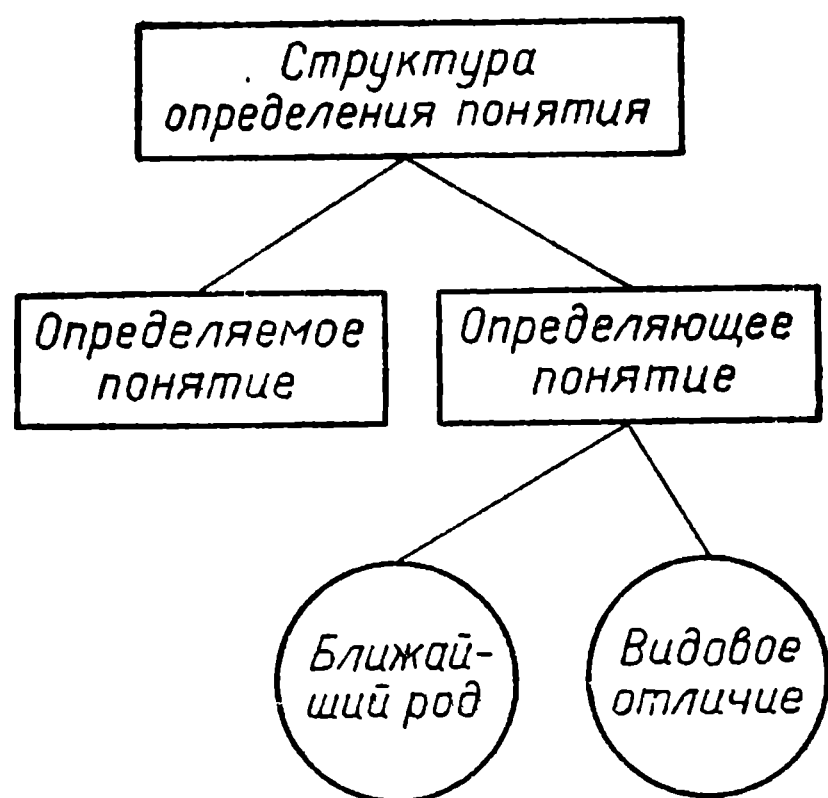 Структура
определения понятия
Определяемое
понятие
Определяющее
понятие
Ближай-
ший род
Видовое
отличие